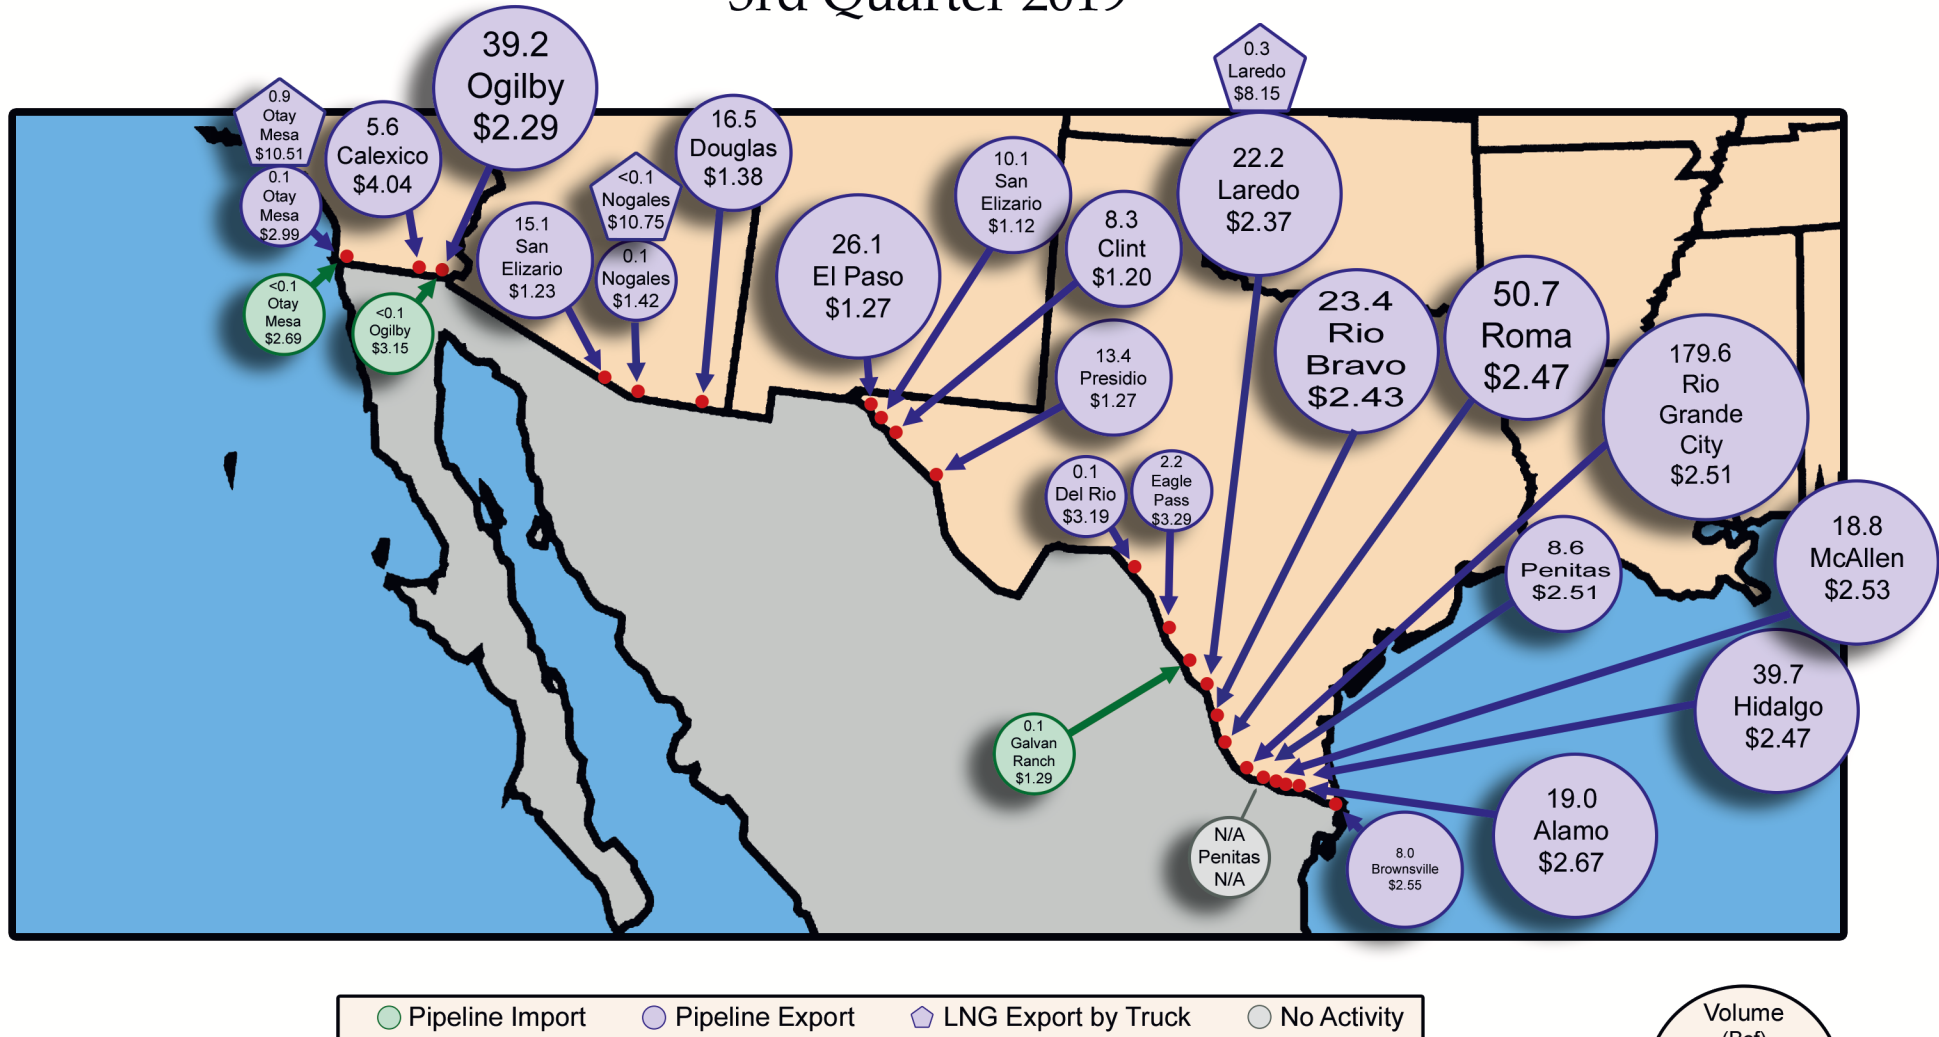 3rd Quarter 2019
0.9
Otay
Mesa
$10.51
0.1
Otay
Mesa
$2.99
<0.1
Otay
Mesa
$2.69
5.6
Calexico
$4.04
39.2
Ogilby
$2.29
<0.1
Ogilby
$3.15
15.1
San
Elizario
$1.23
<0.1
Nogales
$10.75
0.1
Nogales
$1.42
16.5
Douglas
$1.38
26.1
El Paso
$1.27
10.1
San
Elizario
$1.12
8.3
Clint
$1.20
13.4
Presidio
$1.27
0.1
Del Rio
$3.19
2.2
Eagle
Pass
$3.29
0.3
Laredo
$8.15
22.2
Laredo
$2.37
23.4
Rio
Bravo
$2.43
50.7
Roma
$2.47
179.6
Rio
Grande
City
$2.51
8.6
Penitas
$2.51
18.8
McAllen
$2.53
39.7
Hidalgo
$2.47
19.0
Alamo
$2.67
8.0
Brownsville
$2.55
0.1
Galvan
Ranch
$1.29
N/A
Penitas
N/A
Pipeline Import
Pipeline Export
LNG Export by Truck
No Activity
Volume
(Bcf)